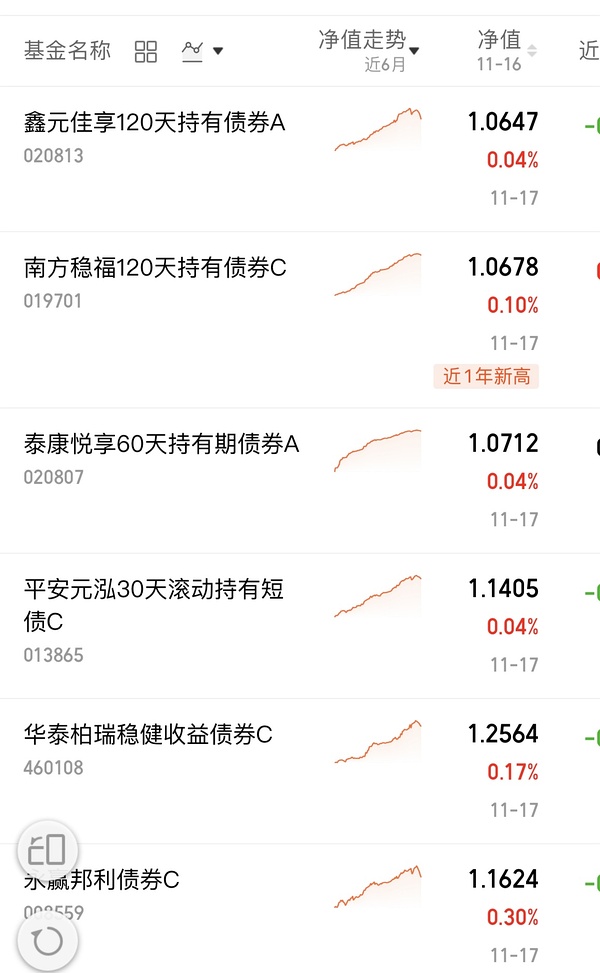 基金名称 净值走势 净值 近
近6月 11-16
鑫元佳享120天持有债券A 1.0647
020813 0.04%
11-17
南方稳福120天持有债券C 1.0678
019701 0.10%
11-17
近1年新高
泰康悦享60天持有期债券A 1.0712
020807 0.04%
11-17
平安元泓30天滚动持有短 1.1405
债C 0.04%
013865 11-17
华泰柏瑞稳健收益债券C 1.2564
460108 0.17%
11-17
永赢邦利债券C 1.1624
0.30%
11-17